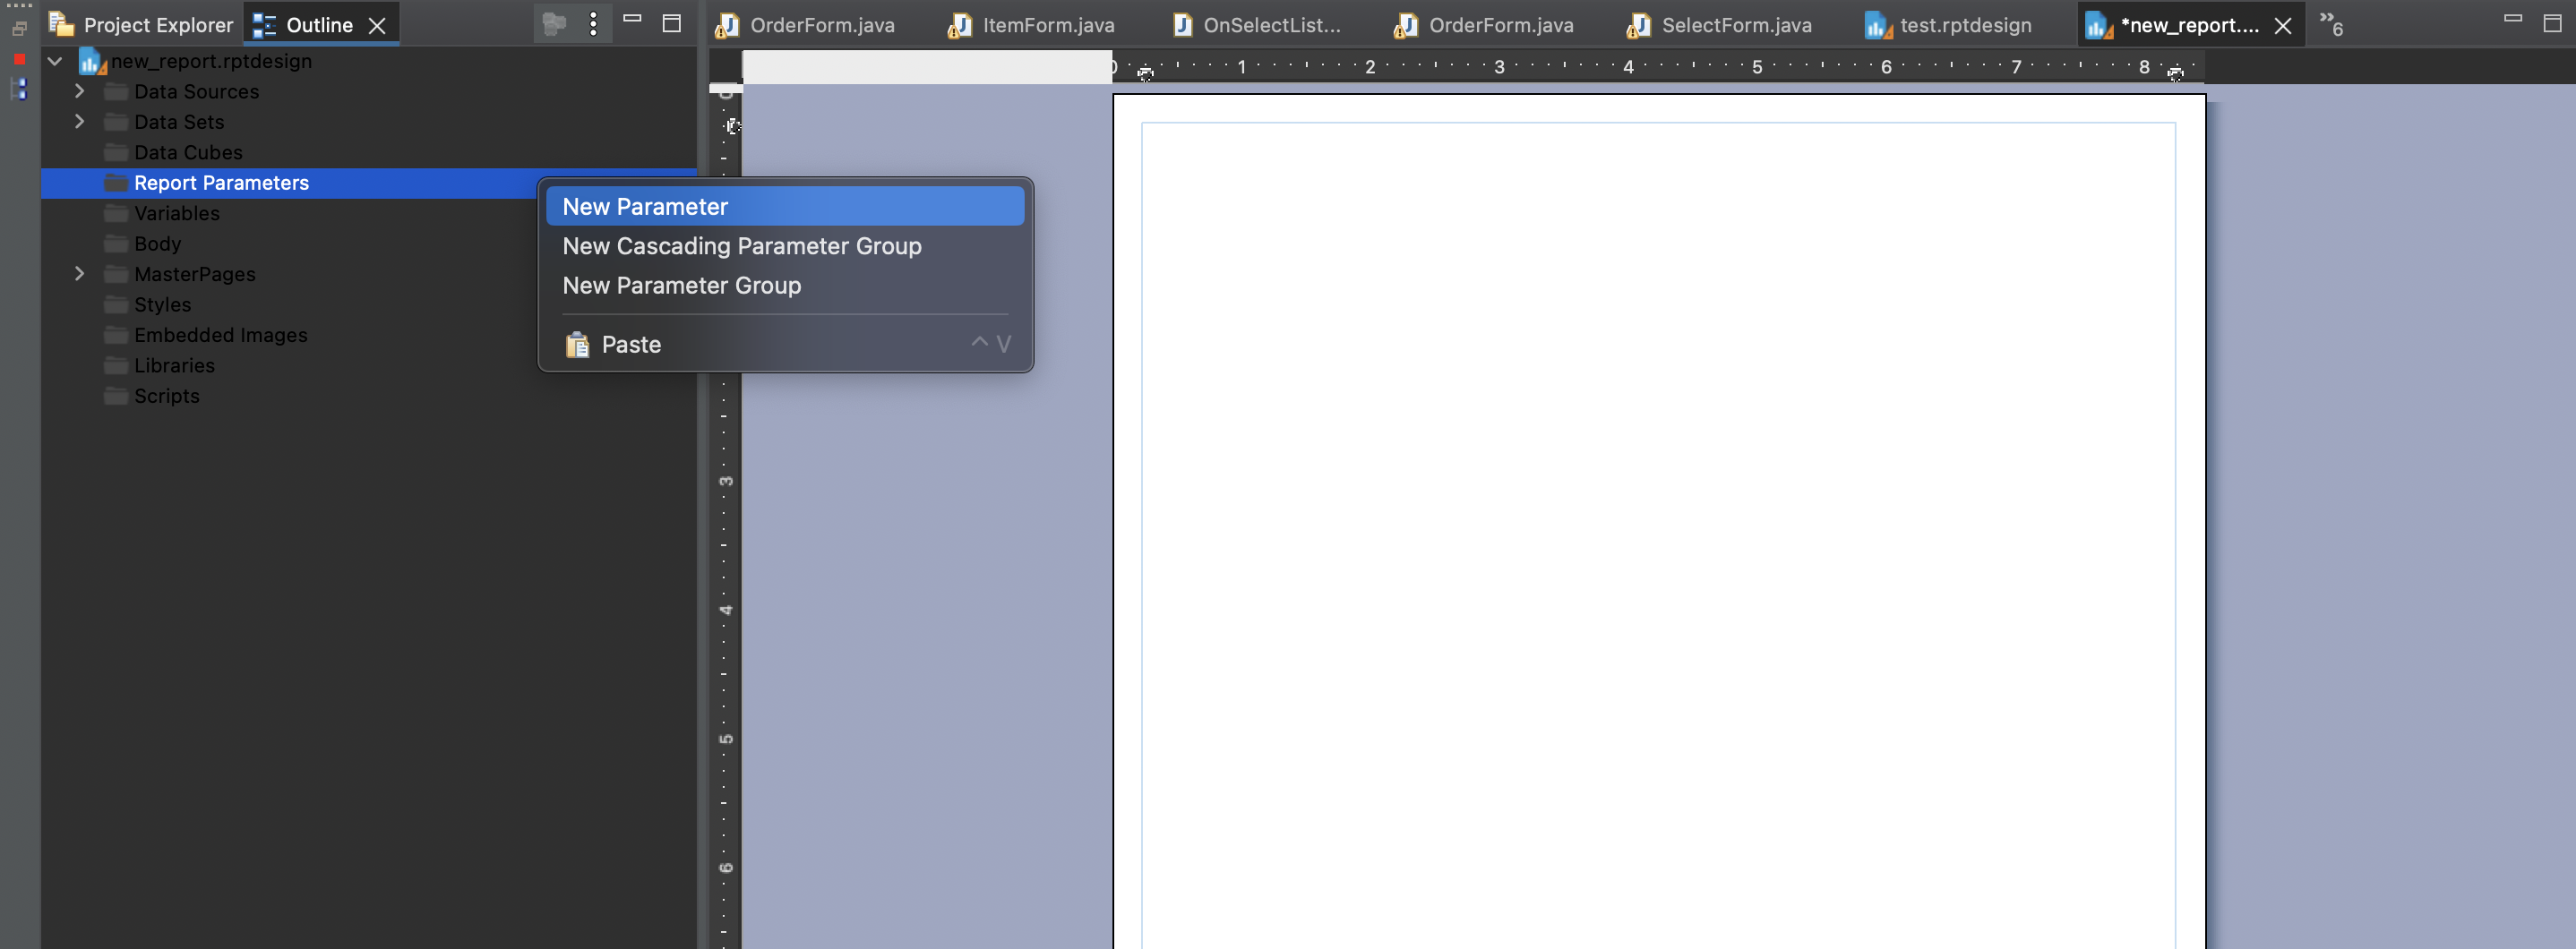 Project Explorer
Outline
OrderForm.java
ItemForm.java
OnSelectList...
OrderForm.java
SelectForm.java
test.rptdesign
*new_report....
6
new_report.rptdesign
Data Sources
Data Sets
Data Cubes
Report Parameters
Variables
Body
MasterPages
Styles
Embedded Images
Libraries
Scripts
New Parameter
New Cascading Parameter Group
New Parameter Group
Paste ^ V
0 1 2 3 4 5 6 7 8
0
3
4
5
6